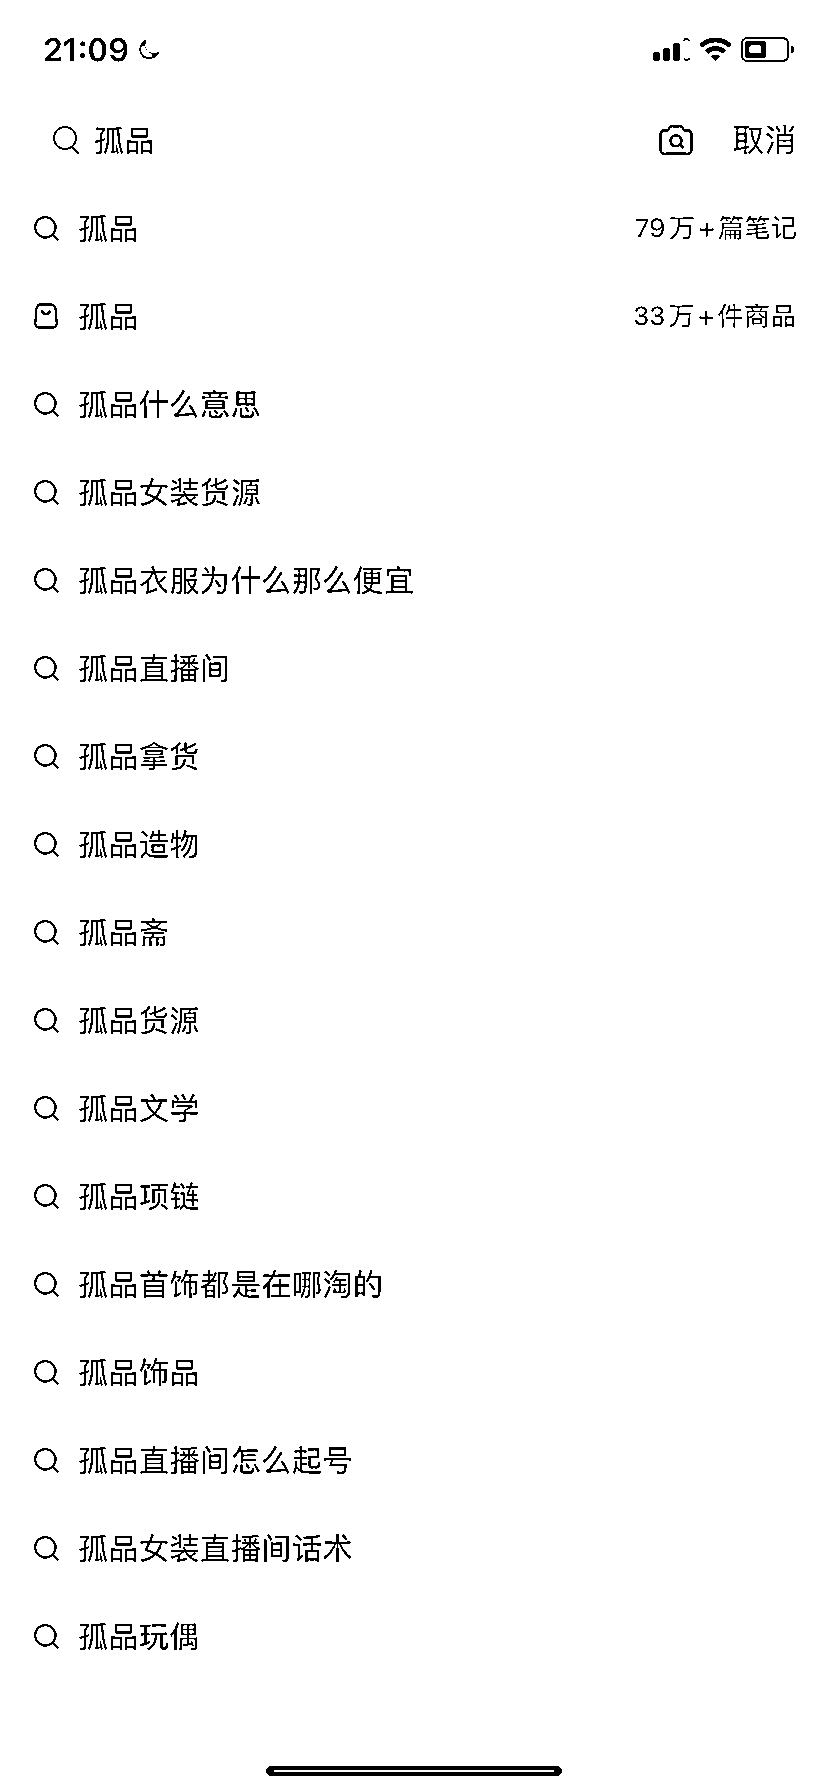 21:09
孤品 取消
孤品 79万+篇笔记
孤品 33万+件商品
孤品什么意思
孤品女装货源
孤品衣服为什么那么便宜
孤品直播间
孤品拿货
孤品造物
孤品斋
孤品货源
孤品文学
孤品项链
孤品首饰都是在哪淘的
孤品饰品
孤品直播间怎么起号
孤品女装直播间话术
孤品玩偶